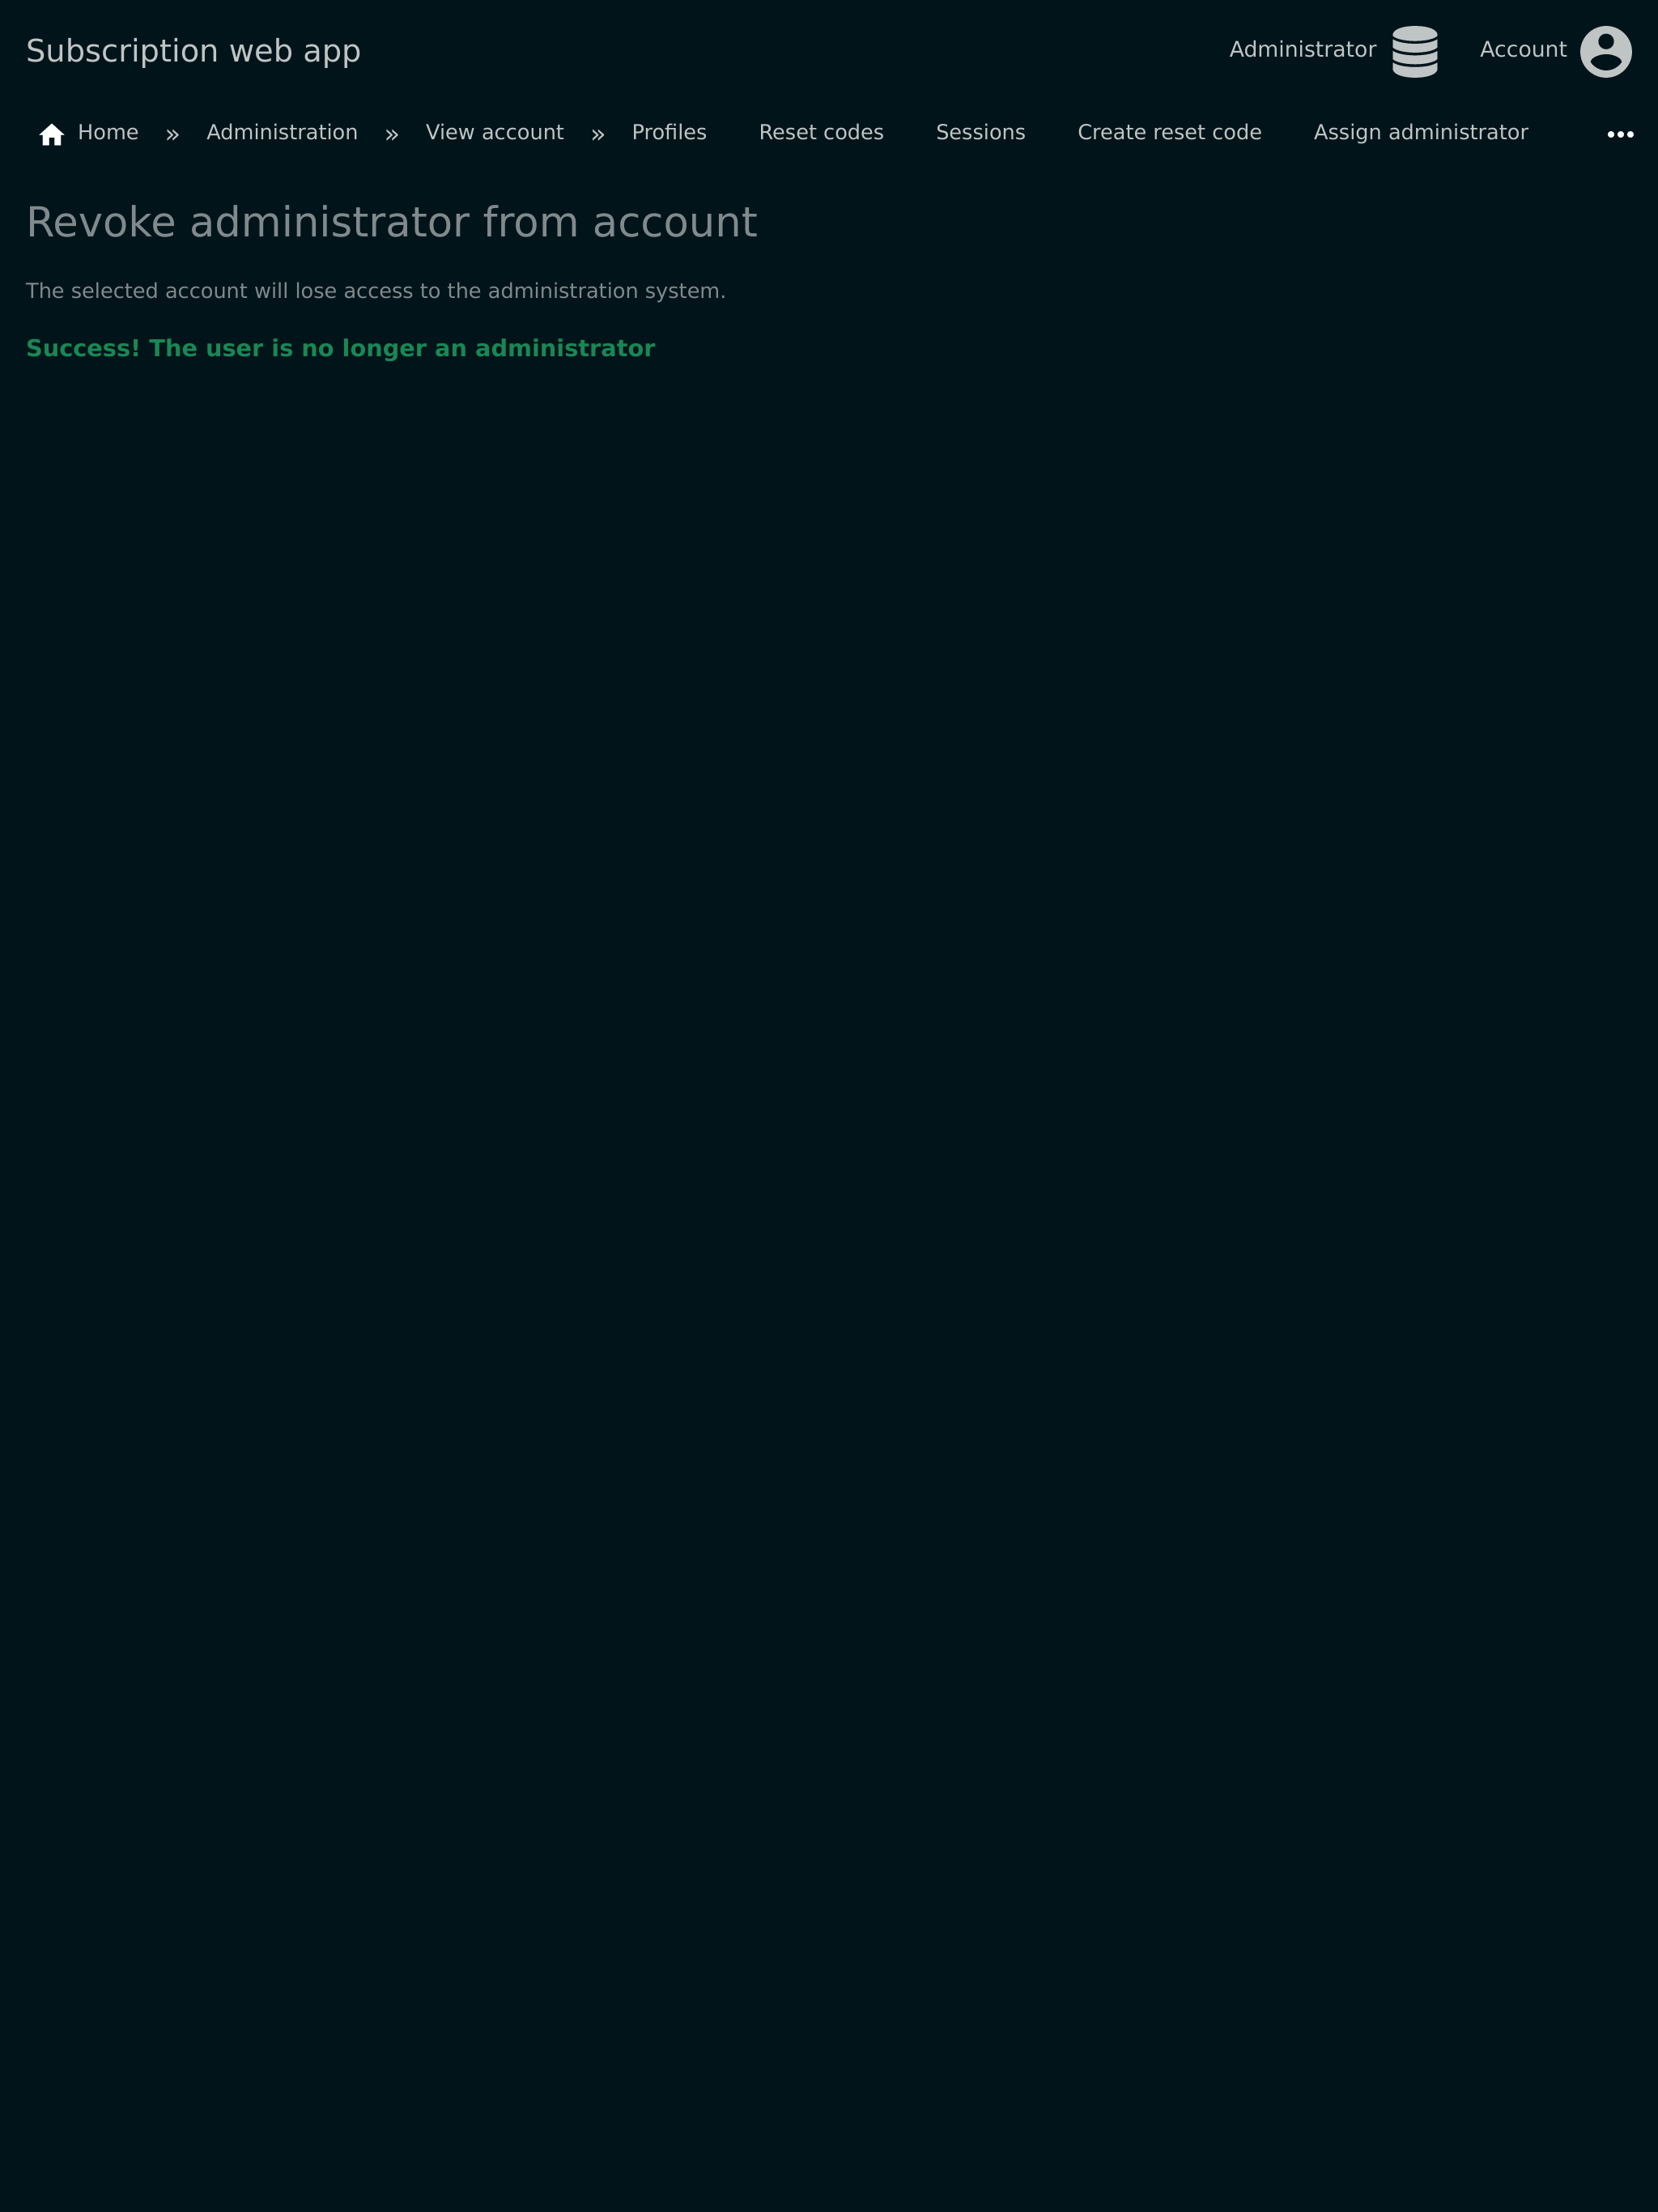 Subscription web app Administrator Account
Home » Administration » View account » Profiles Reset codes Sessions Create reset code Assign administrator
Revoke administrator from account
The selected account will lose access to the administration system.
Success! The user is no longer an administrator